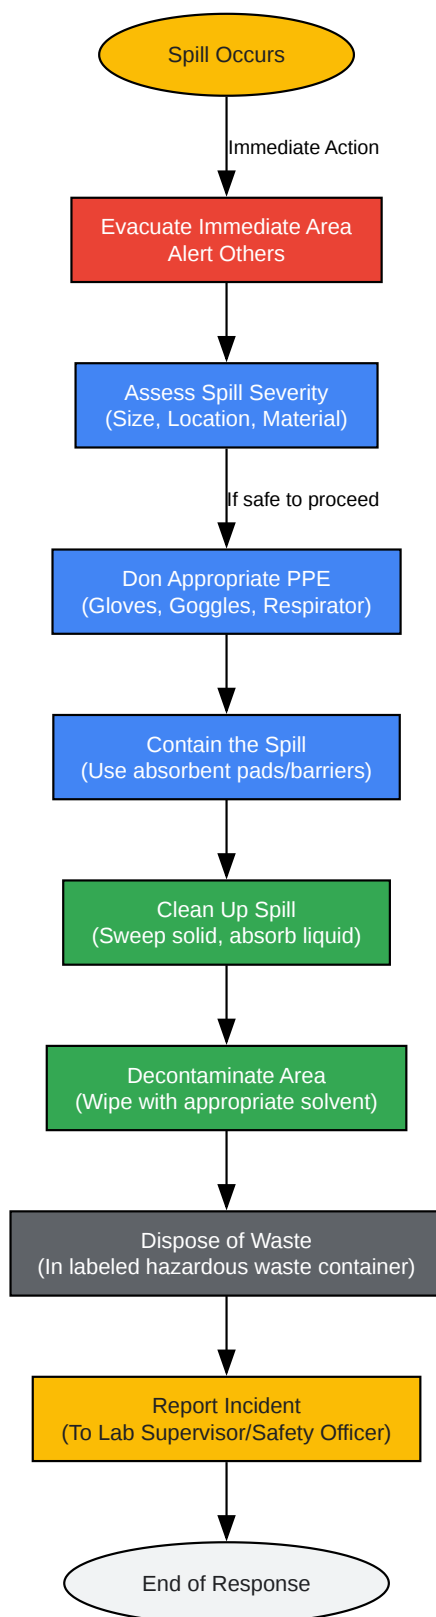 Spill Occurs
Immediate Action
Evacuate Immediate Area
Alert Others
Assess Spill Severity
(Size, Location, Material)
If safe to proceed
Don Appropriate PPE
(Gloves, Goggles, Respirator)
Contain the Spill
(Use absorbent pads/barriers)
Clean Up Spill
(Sweep solid, absorb liquid)
Decontaminate Area
(Wipe with appropriate solvent)
Dispose of Waste
(In labeled hazardous waste container)
Report Incident
(To Lab Supervisor/Safety Officer)
End of Response